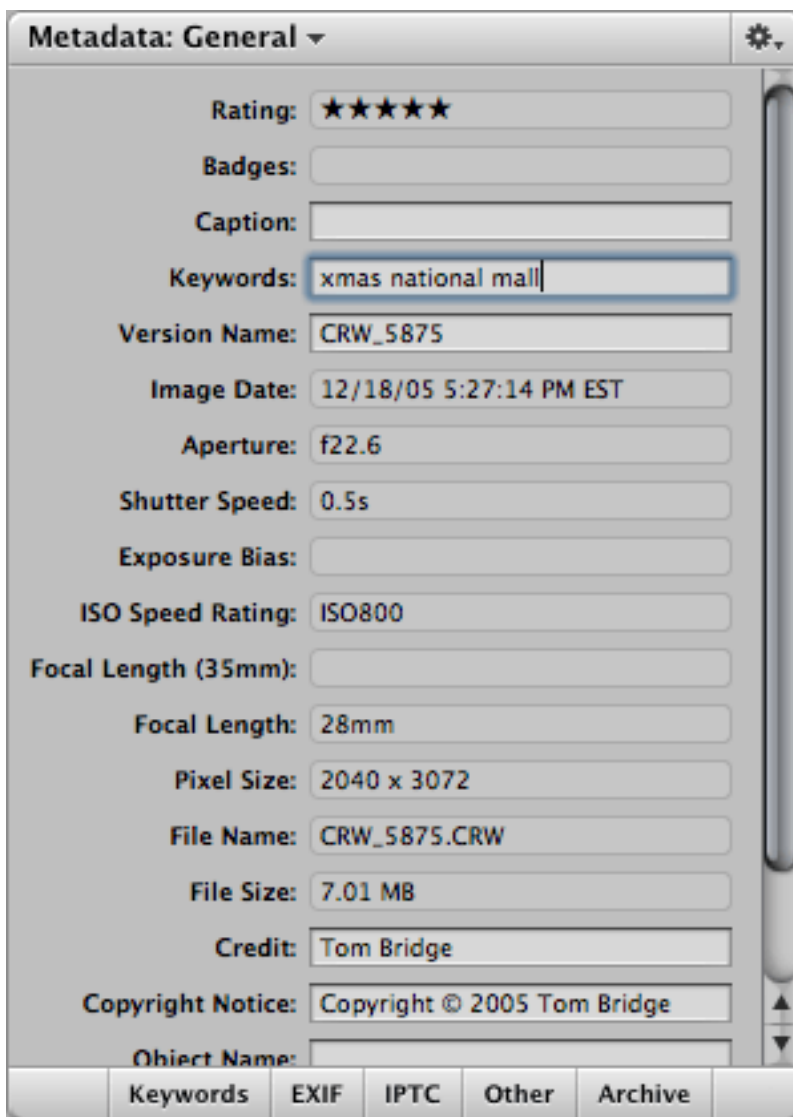 Metadata: General
Rating: ★★★★★
Badges:
Caption:
Keywords: xmas national mall
Version Name: CRW_5875
Image Date: 12/18/05 5:27:14 PM EST
Aperture: f22.6
Shutter Speed: 0.5s
Exposure Bias:
ISO Speed Rating: ISO800
Focal Length (35mm):
Focal Length: 28mm
Pixel Size: 2040 x 3072
File Name: CRW_5875.CRW
File Size: 7.01 MB
Credit: Tom Bridge
Copyright Notice: Copyright © 2005 Tom Bridge
Object Name:
Keywords EXIF IPTC Other Archive